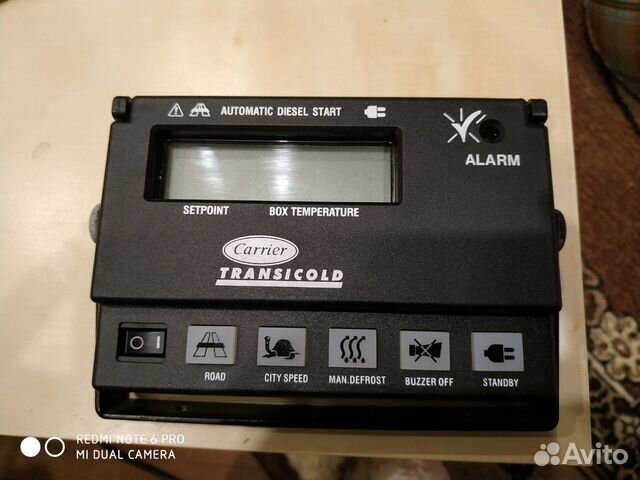 AUTOMATIC DIESEL START
ALARM
SETPOINT BOX TEMPERATURE
Carrier
TRANSICOLD
ROAD CITY SPEED MAN.DEFROST BUZZER OFF STANDBY
REDMI NOTE 6 PRO
MI DUAL CAMERA
Avito